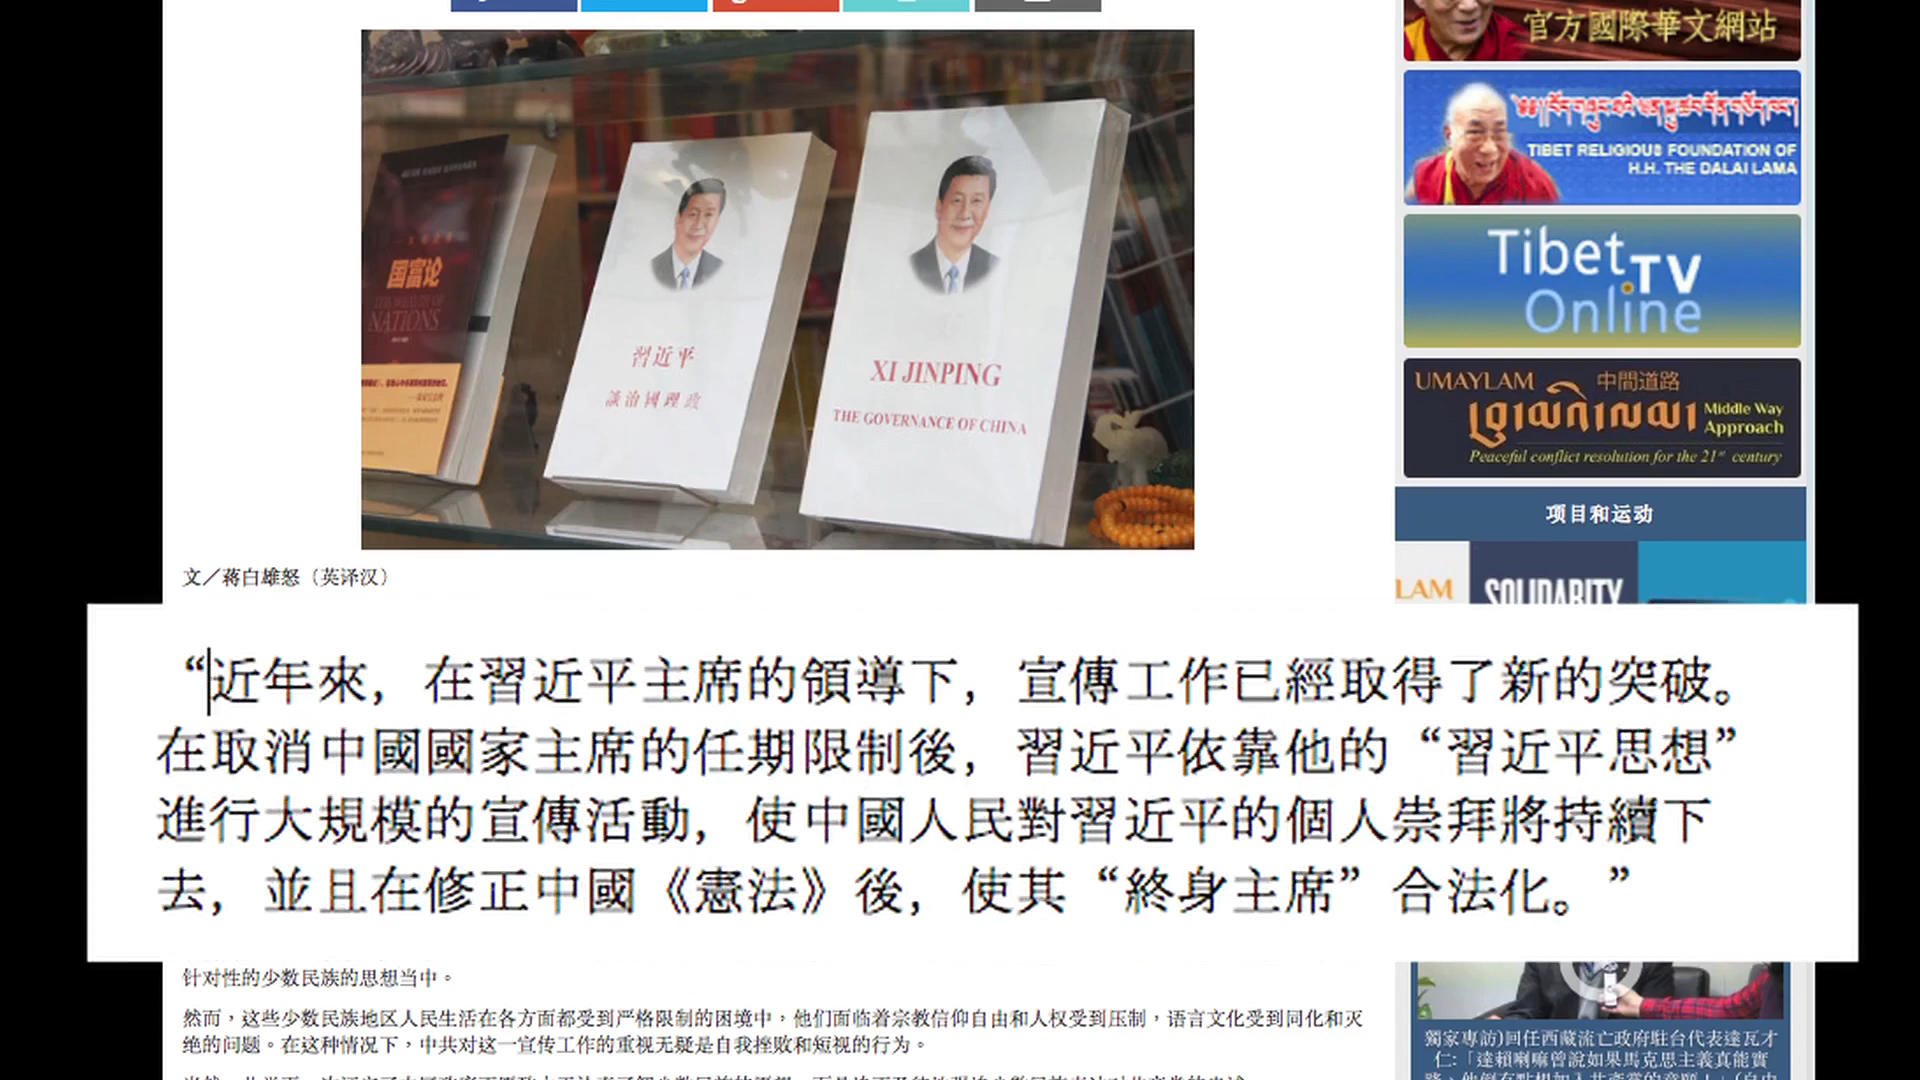 国富论
THE WEALTH OF
NATIONS
習近平
談治國理政
XI JINPING
THE GOVERNANCE OF CHINA
文／蒋白雄怒（英译汉）
“近年來，在習近平主席的領導下，宣傳工作已經取得了新的突破。
在取消中國國家主席的任期限制後，習近平依靠他的“習近平思想”
進行大規模的宣傳活動，使中國人民對習近平的個人崇拜將持續下
去，並且在修正中國《憲法》後，使其“終身主席”合法化。”
针对性的少数民族的思想当中。
然而，这些少数民族地区人民生活在各方面都受到严格限制的困境中，他们面临着宗教信仰自由和人权受到压制，语言文化受到同化和灭
绝的问题。在这种情况下，中共对这一宣传工作的重视无疑是自我挫败和短视的行为。
官方國際華文網站
TIBET RELIGIOUS FOUNDATION OF
H.H. THE DALAI LAMA
Tibet TV
Online
UMAYLAM 中間道路
Middle Way
Approach
Peaceful conflict resolution for the 21st century
项目和运动
LAM
SOLIDARITY
獨家專訪)回任西藏流亡政府駐台代表達瓦才
仁:「達賴喇嘛曾說如果馬克思主義真能實